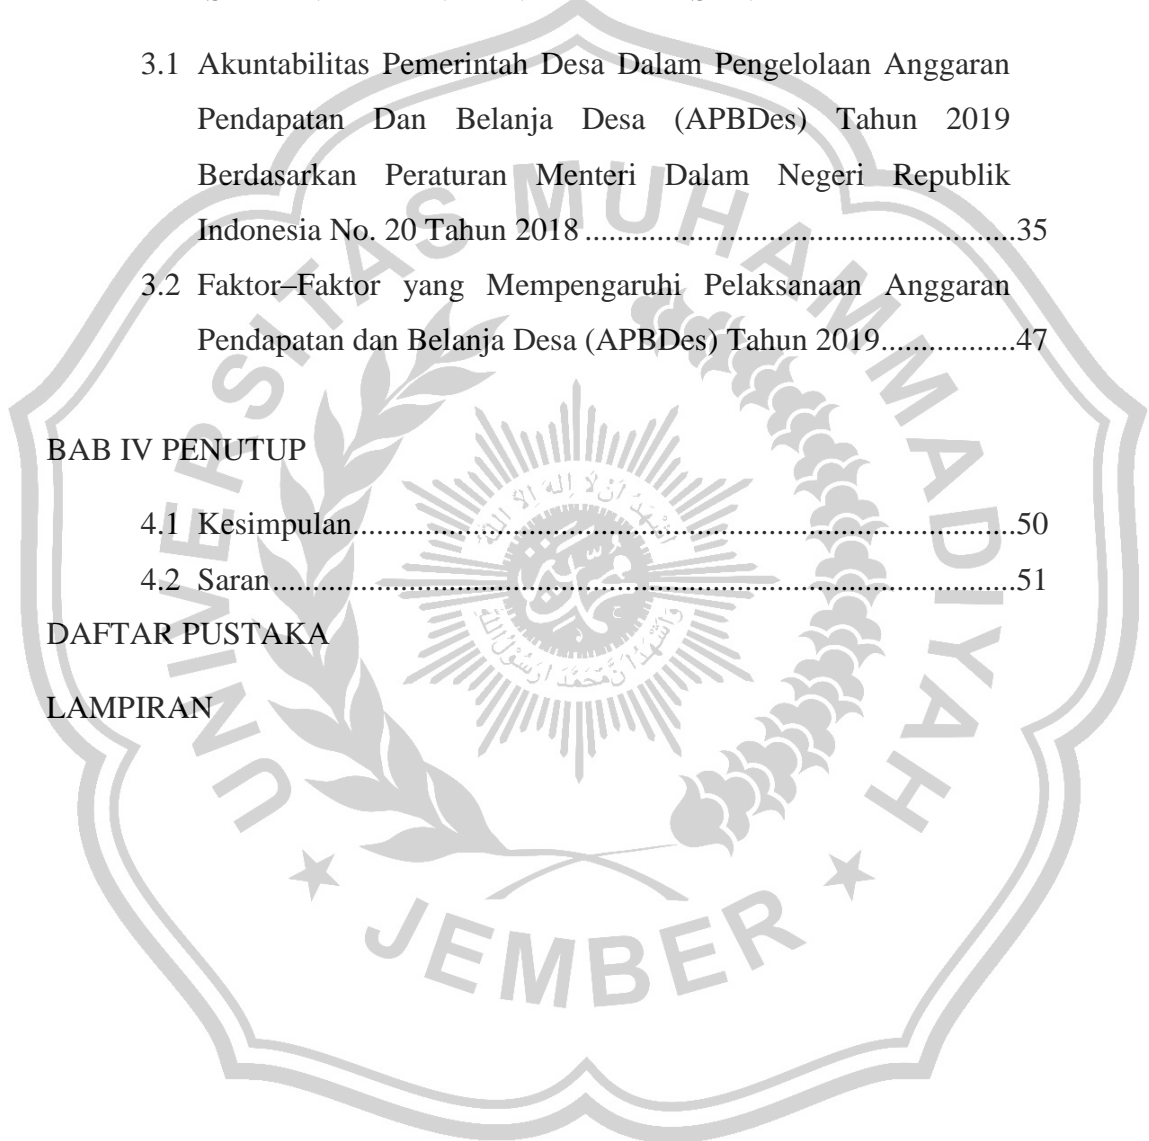 3.1 Akuntabilitas Pemerintah Desa Dalam Pengelolaan Anggaran
Pendapatan Dan Belanja Desa (APBDes) Tahun 2019
Berdasarkan Peraturan Menteri Dalam Negeri Republik
Indonesia No. 20 Tahun 2018......................................................35
3.2 Faktor–Faktor yang Mempengaruhi Pelaksanaan Anggaran
Pendapatan dan Belanja Desa (APBDes) Tahun 2019.................47
BAB IV PENUTUP
4.1 Kesimpulan...................................................................................50
4.2 Saran.............................................................................................51
DAFTAR PUSTAKA
LAMPIRAN
UNIVERSITAS MUHAMMADIYAH
JEMBER